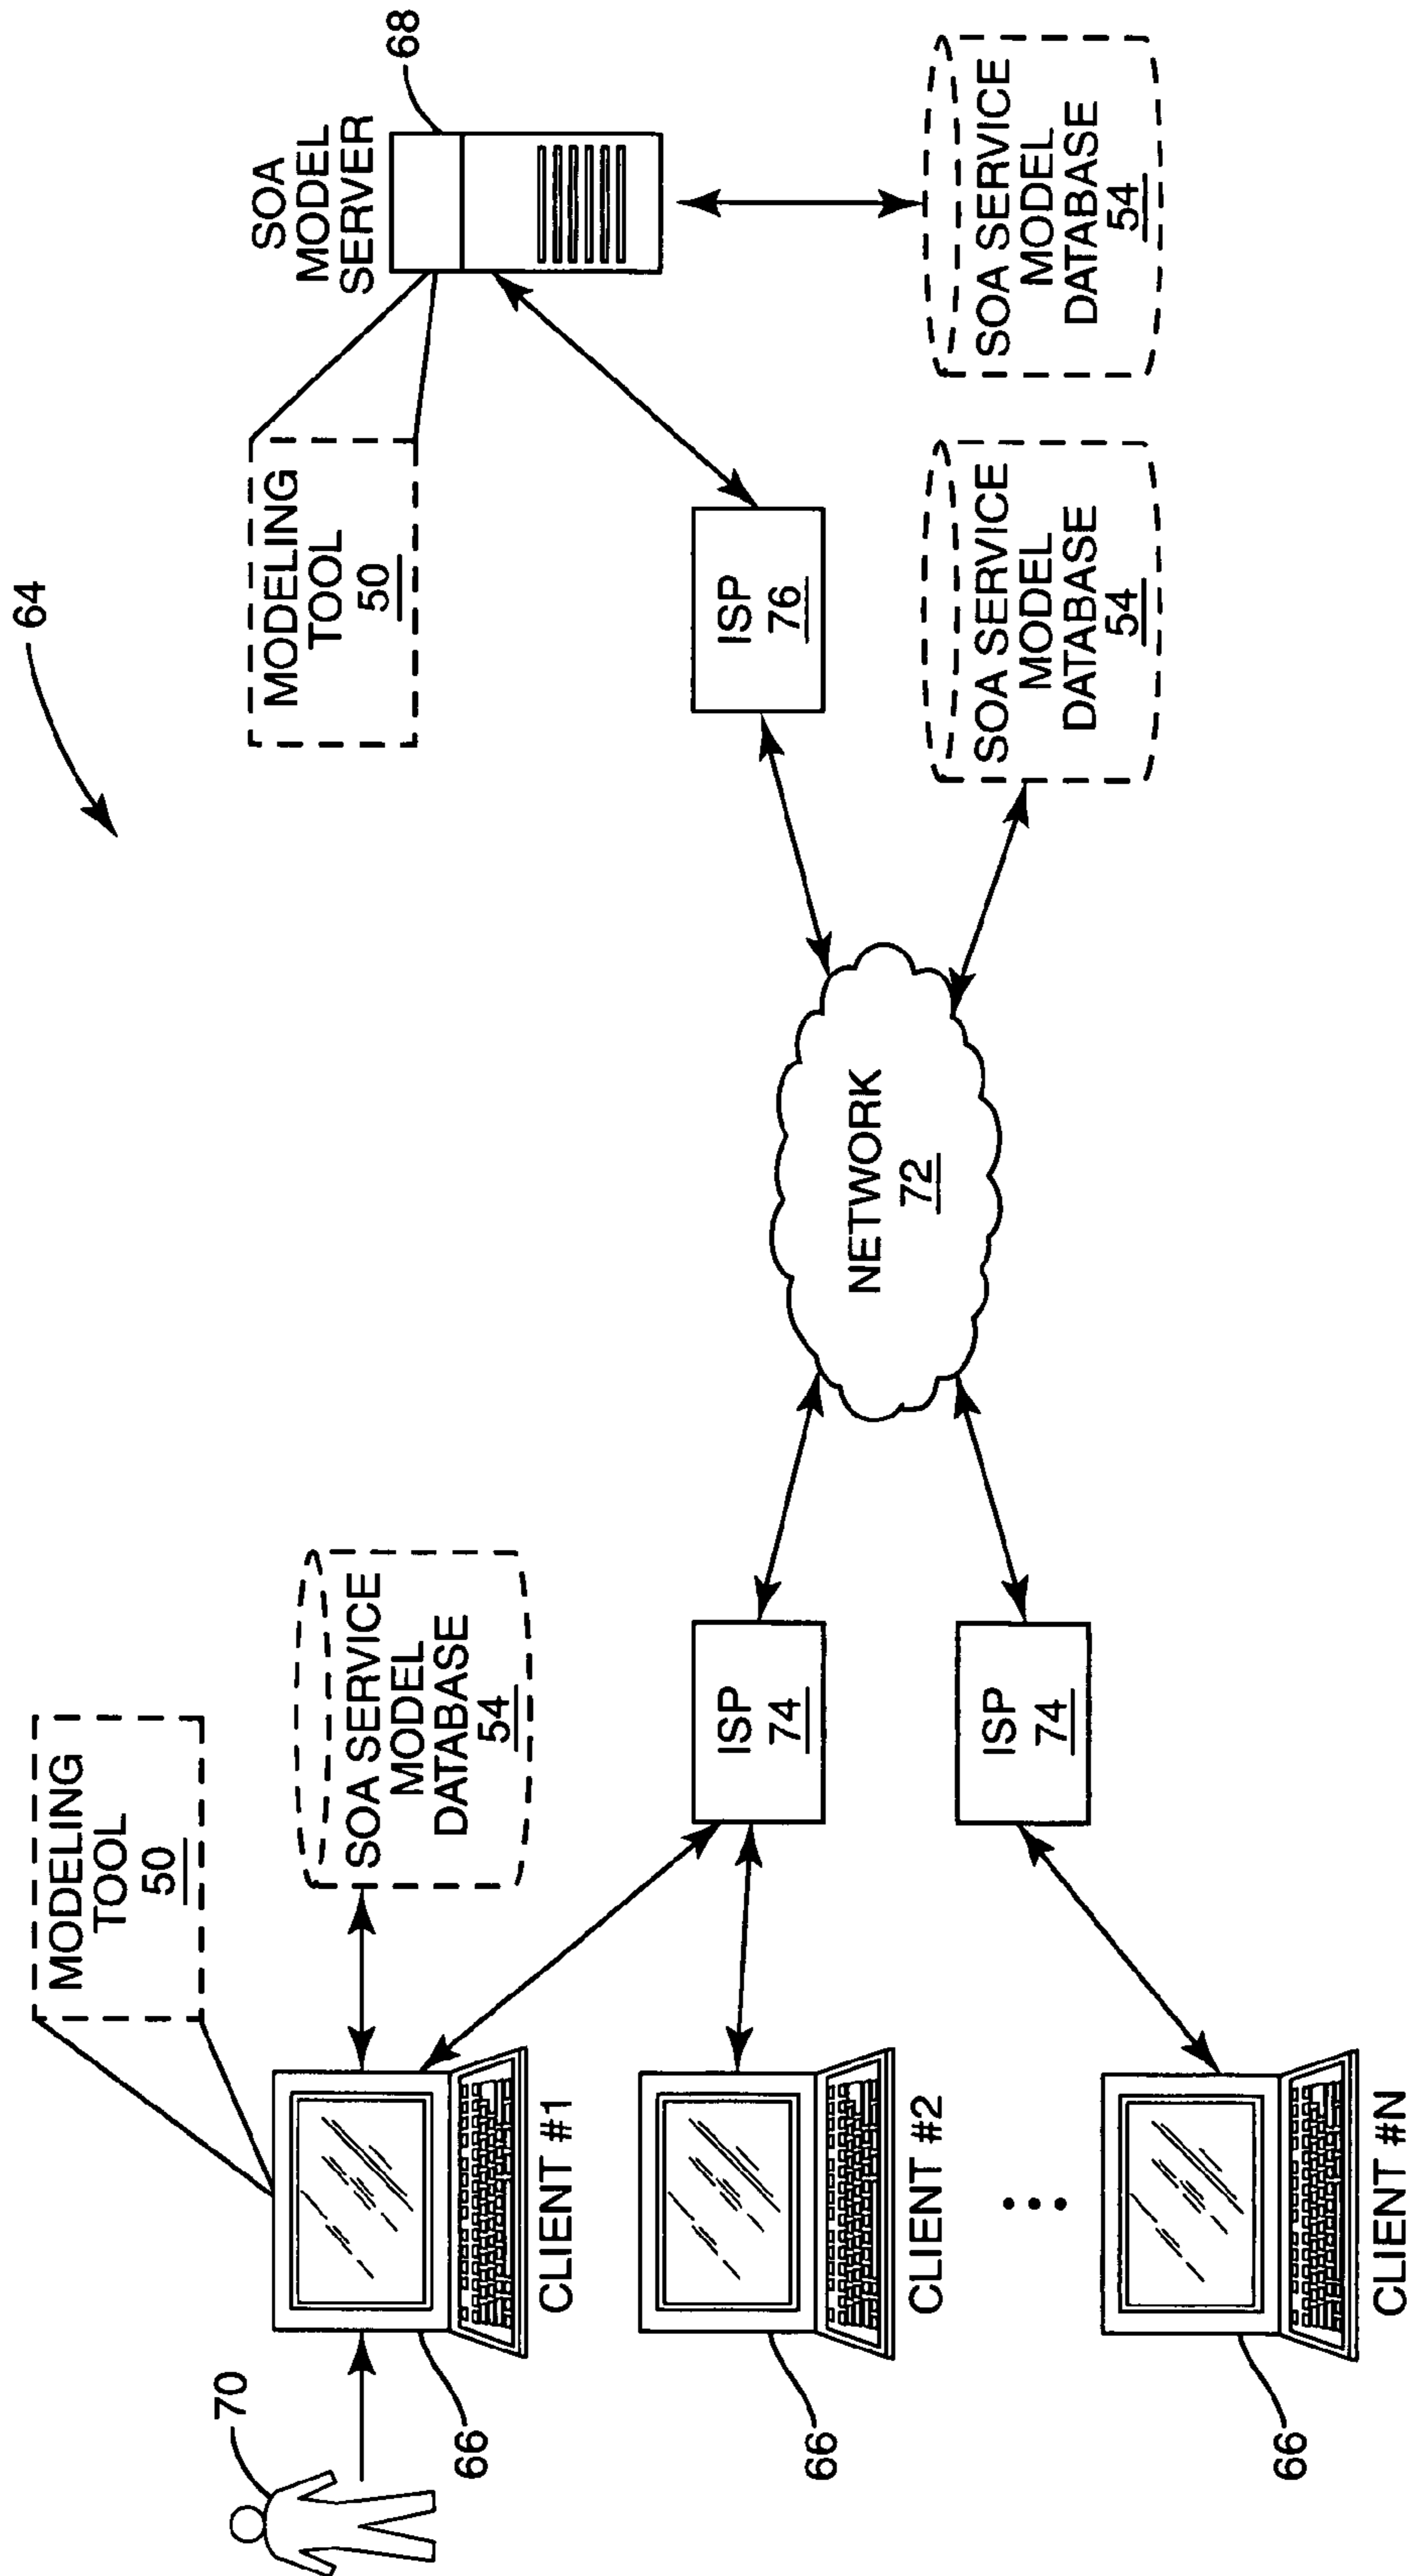 64
MODELING
TOOL
50
SOA SERVICE
MODEL
DATABASE
54
70
66
CLIENT #1
66
CLIENT #2
66
CLIENT #N
ISP
74
ISP
74
NETWORK
72
ISP
76
SOA SERVICE
MODEL
DATABASE
54
MODELING
TOOL
50
SOA
MODEL
SERVER
68
SOA SERVICE
MODEL
DATABASE
54